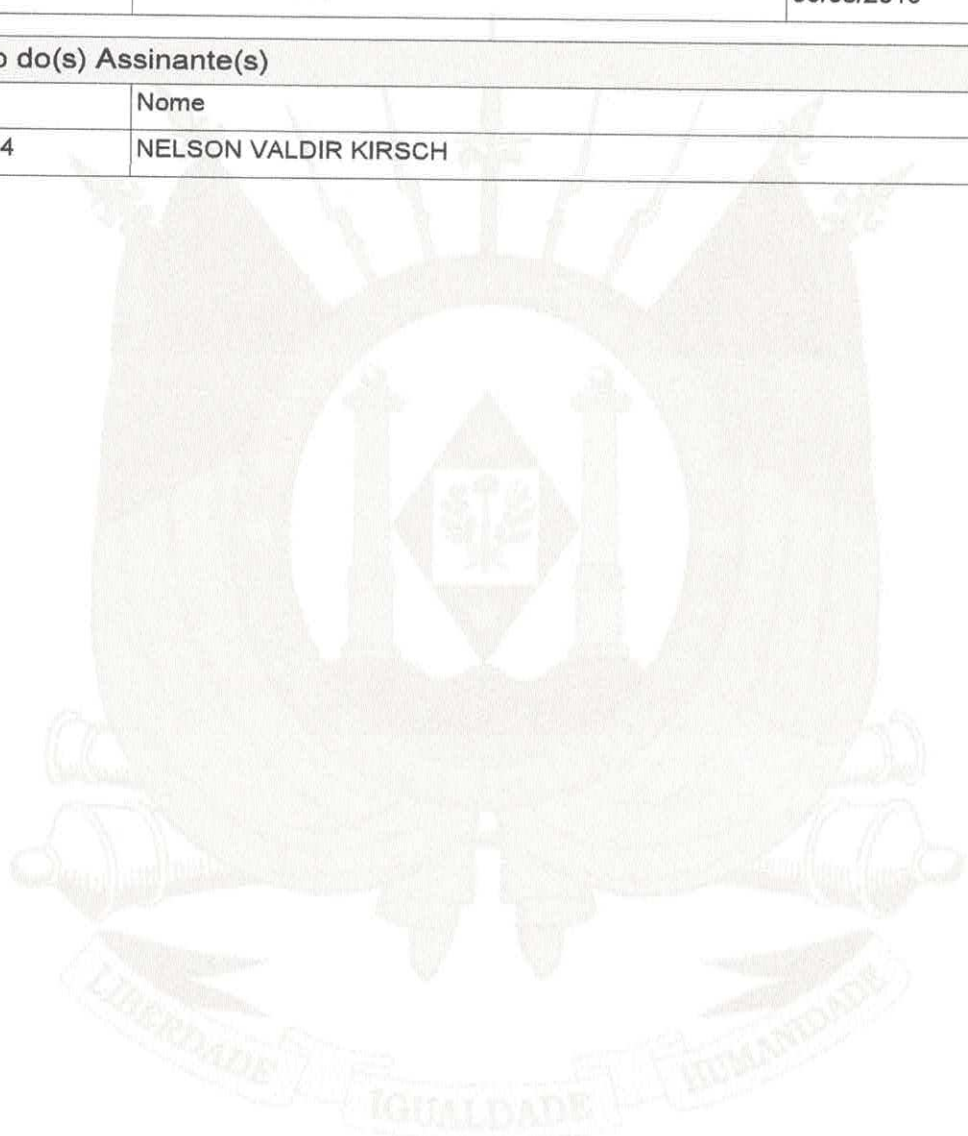 o do(s) Assinante(s)
Nome
4 NELSON VALDIR KIRSCH
LIBERDADE
IGUALDADE
HUMANIDADE